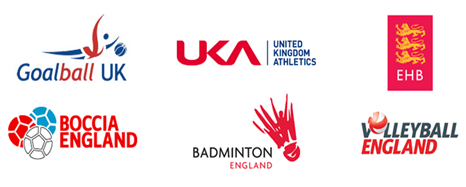 Goalball UK
UKA
UNITED
KINGDOM
ATHLETICS
EHB
BOCCIA
ENGLAND
BADMINTON
ENGLAND
VOLLEYBALL
ENGLAND